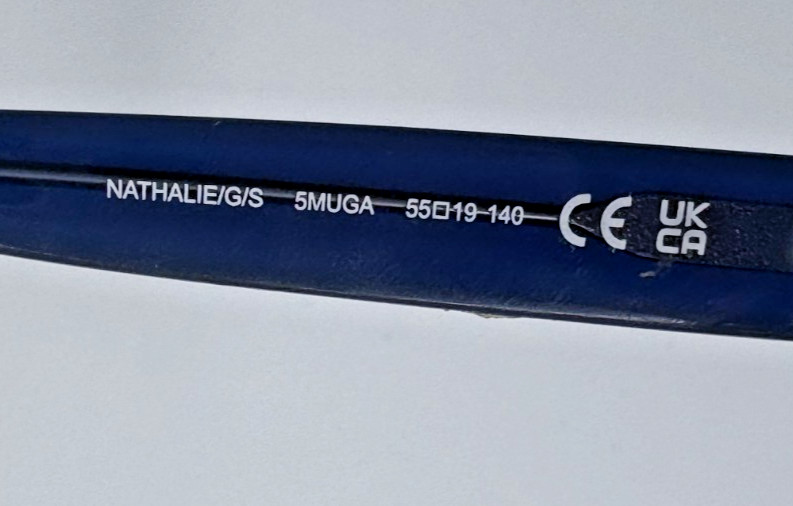 NATHALIE/G/S 5MUGA 55□19-140 CE UK
CA